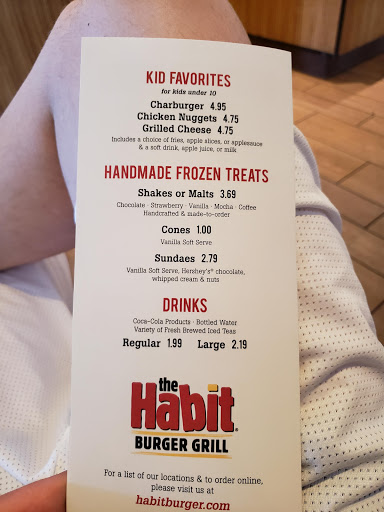 KID FAVORITES
for kids under 10
Charburger 4.95
Chicken Nuggets 4.75
Grilled Cheese 4.75
Includes a choice of fries, apple slices, or applesauce
& a soft drink, apple juice, or milk
HANDMADE FROZEN TREATS
Shakes or Malts 3.69
Chocolate · Strawberry · Vanilla · Mocha · Coffee
Handcrafted & made-to-order
Cones 1.00
Vanilla Soft Serve
Sundaes 2.79
Vanilla Soft Serve, Hershey's® chocolate,
whipped cream & nuts
DRINKS
Coca-Cola Products · Bottled Water
Variety of Fresh Brewed Iced Teas
Regular 1.99 Large 2.19
the
Habit®
BURGER GRILL
For a list of our locations & to order online,
please visit us at
habitburger.com